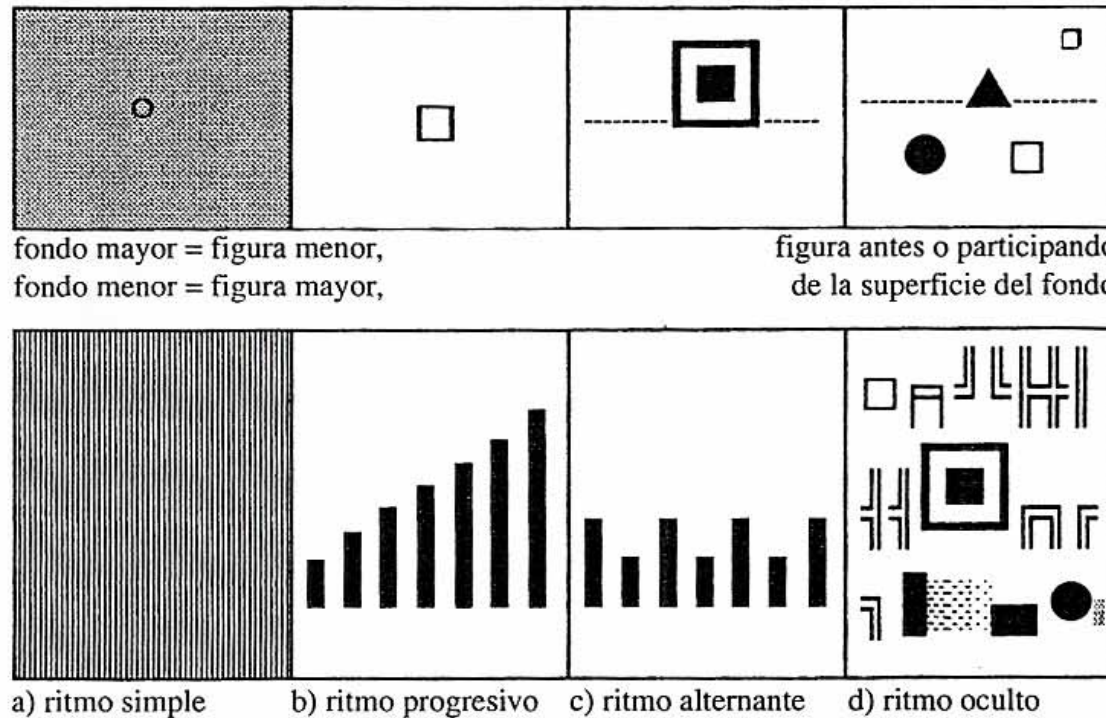 fondo mayor = figura menor,
fondo menor = figura mayor,
figura antes o participando
de la superficie del fondo
a) ritmo simple
b) ritmo progresivo
c) ritmo alternante
d) ritmo oculto